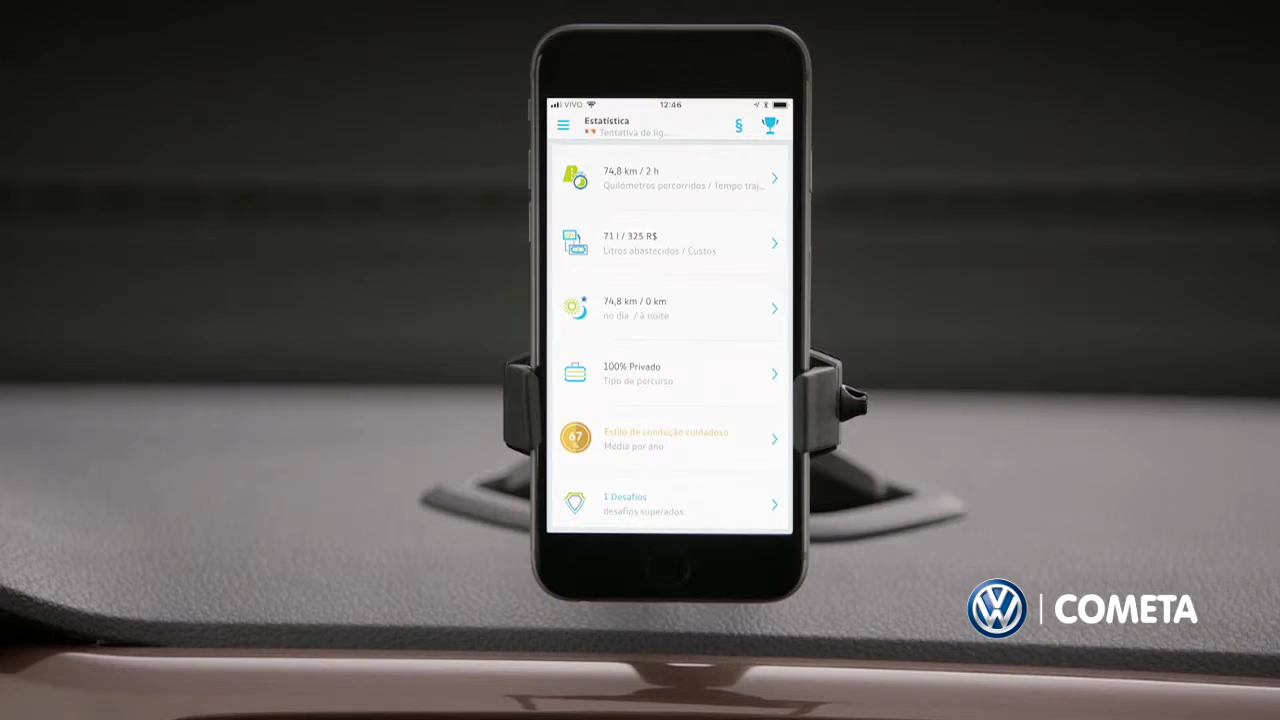 VIVO
12:46
Estatística
Tentativa de lig...
§
74,8 km / 2 h
Quilómetros percorridos / Tempo traj...
71 l / 325 R$
Litros abastecidos / Custos
74,8 km / 0 km
no dia / à noite
100% Privado
Tipo de percurso
67
%
Estilo de condução cuidadoso
Média por ano
1 Desafios
desafios superados
VW
COMETA